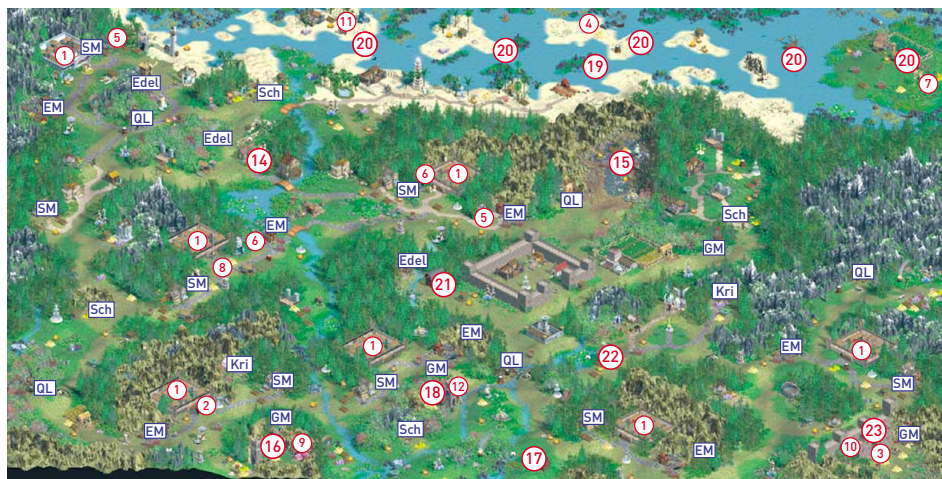 11
4
5
SM
1
20
20
20
20
20
19
7
Edel
Sch
EM
QL
Edel
14
15
6
1
SM
QL
SM
5
EM
Sch
EM
1
6
GM
8
Edel
QL
SM
21
Kri
Sch
EM
22
EM
1
1
QL
Kri
GM
SM
SM
18
12
SM
QL
1
2
GM
SM
1
Sch
23
GM
EM
16
9
EM
10
3
17